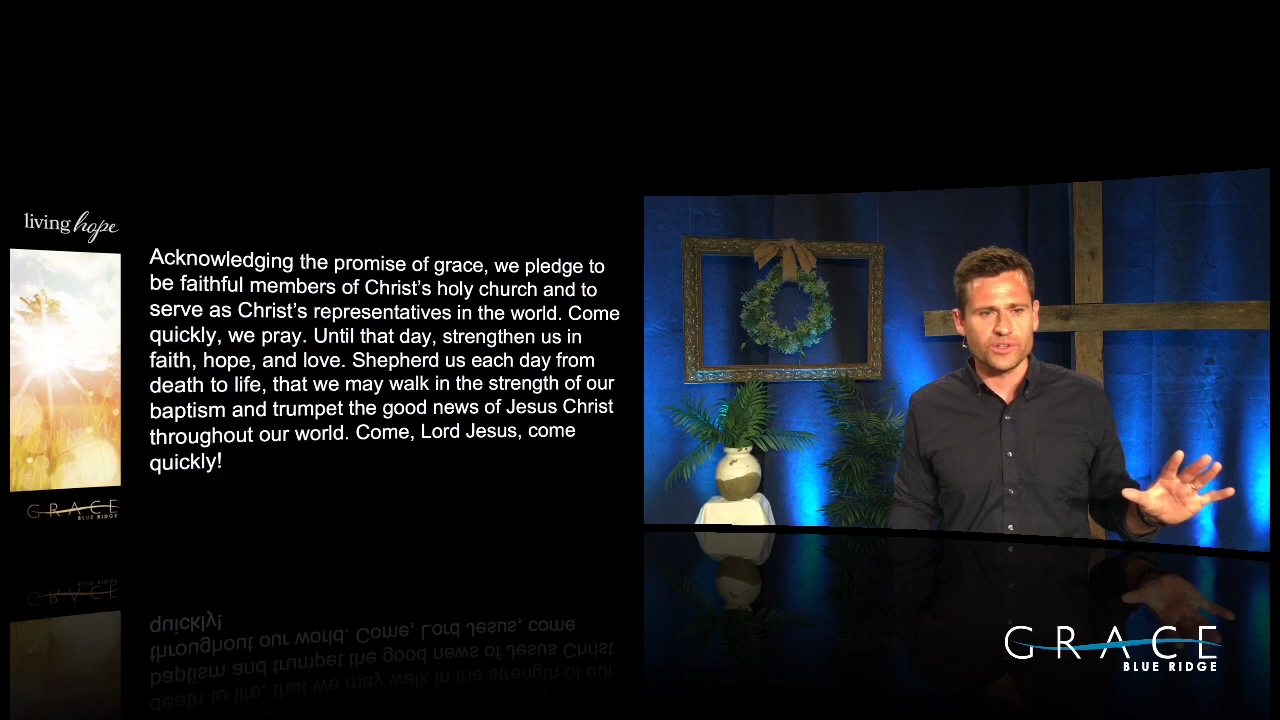 living hope
Acknowledging the promise of grace, we pledge to
be faithful members of Christ's holy church and to
serve as Christ's representatives in the world. Come
quickly, we pray. Until that day, strengthen us in
faith, hope, and love. Shepherd us each day from
death to life, that we may walk in the strength of our
baptism and trumpet the good news of Jesus Christ
throughout our world. Come, Lord Jesus, come
quickly!
GRACE
BLUE RIDGE
GRACE
BLUE RIDGE